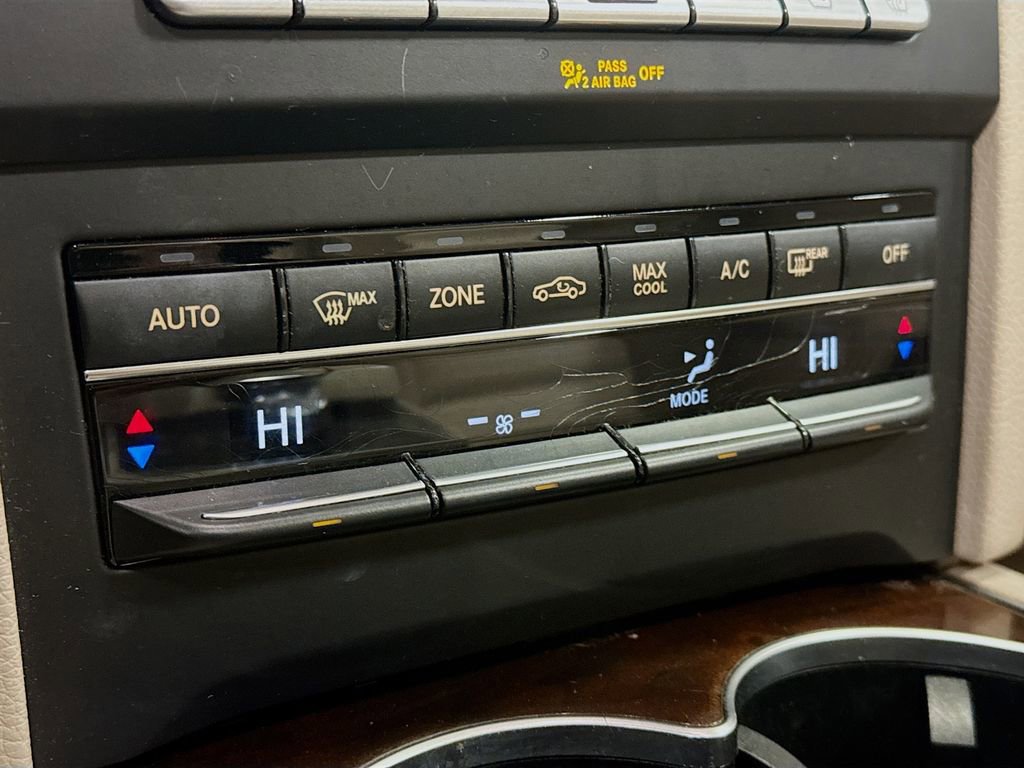 PASS
2 AIR BAG OFF
AUTO
MAX
ZONE
MAX
COOL
A/C
REAR
OFF
HI
MODE
HI